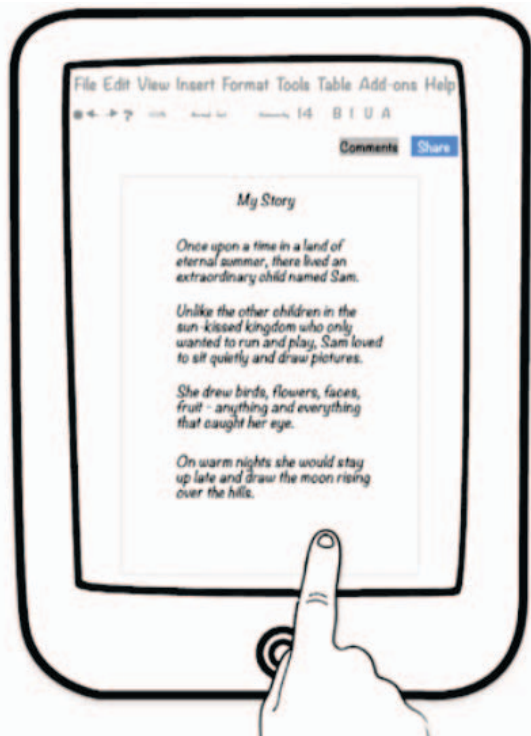 File Edit View Insert Format Tools Table Add-ons Help
14 B I U A
Comments Share
My Story
Once upon a time in a land of
eternal summer, there lived an
extraordinary child named Sam.
Unlike the other children in the
sun-kissed kingdom who only
wanted to run and play, Sam loved
to sit quietly and draw pictures.
She drew birds, flowers, faces,
fruit - anything and everything
that caught her eye.
On warm nights she would stay
up late and draw the moon rising
over the hills.